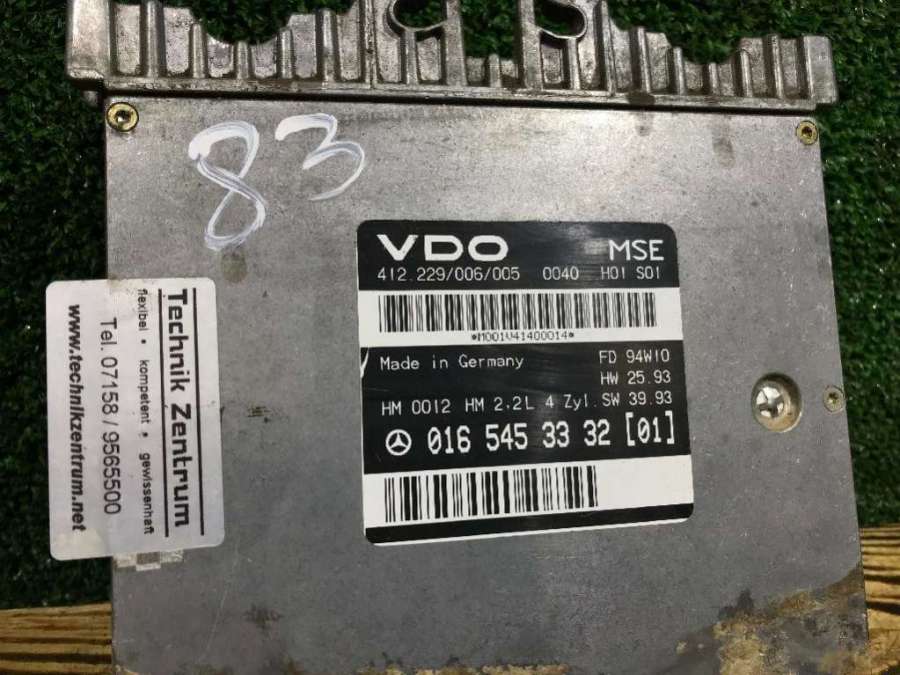 83
VDO MSE
412.229/006/005 0040 H01 S01
*M001V41400014*
Made in Germany FD 94W10
HW 25.93
HM 0012 HM 2.2L 4 Zyl. SW 39.93
016 545 33 32 [01]
Technik Zentrum
flexibel • kompetent • gewissenhaft
Tel. 07158 / 9565500
www.technikzentrum.net